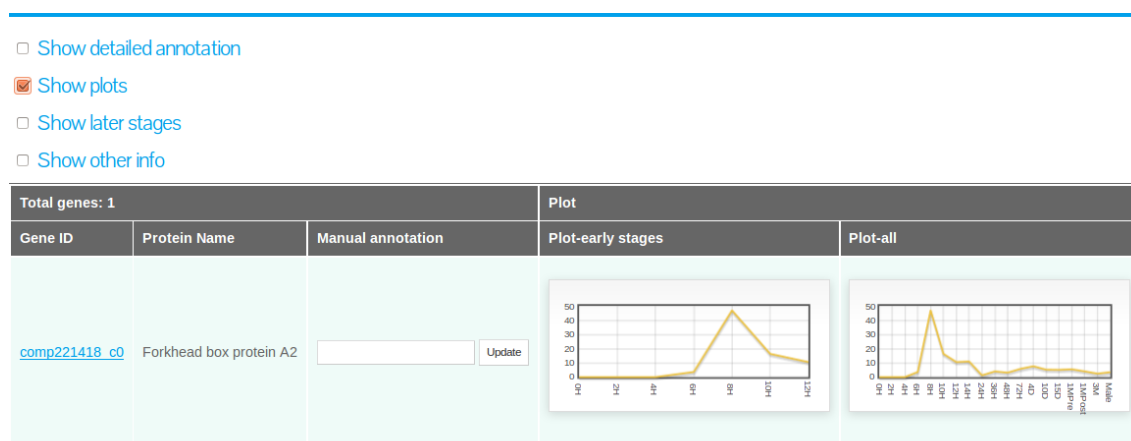 Show detailed annotation
Show plots
Show later stages
Show other info
Total genes: 1 Plot
Gene ID Protein Name Manual annotation Plot-early stages Plot-all
comp221418_c0 Forkhead box protein A2 Update
50
40
30
20
10
0
0H 2H 4H 6H 8H 10H 12H
50
40
30
20
10
0
0H 2H 4H 6H 8H 10H 12H 14H 24H 36H 48H 72H 4D 10D 15D 1MPre 1MPost 3M Male